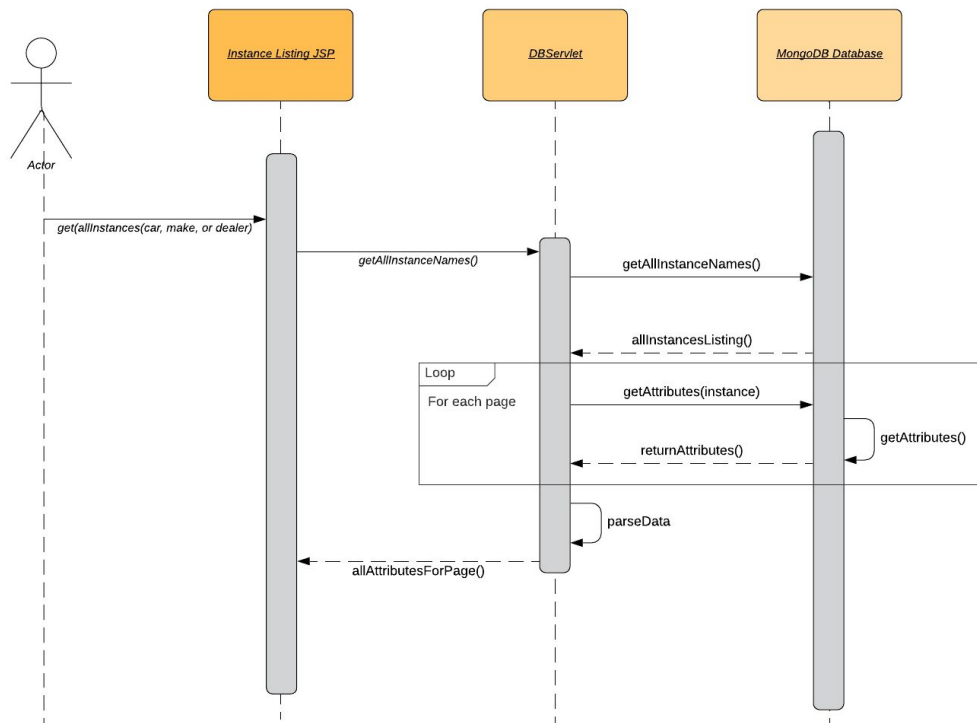 Instance Listing JSP
DBServlet
MongoDB Database
Actor
get(allInstances(car, make, or dealer)
getAllInstanceNames()
getAllInstanceNames()
allInstancesListing()
Loop
For each page
getAttributes(instance)
getAttributes()
returnAttributes()
parseData
allAttributesForPage()